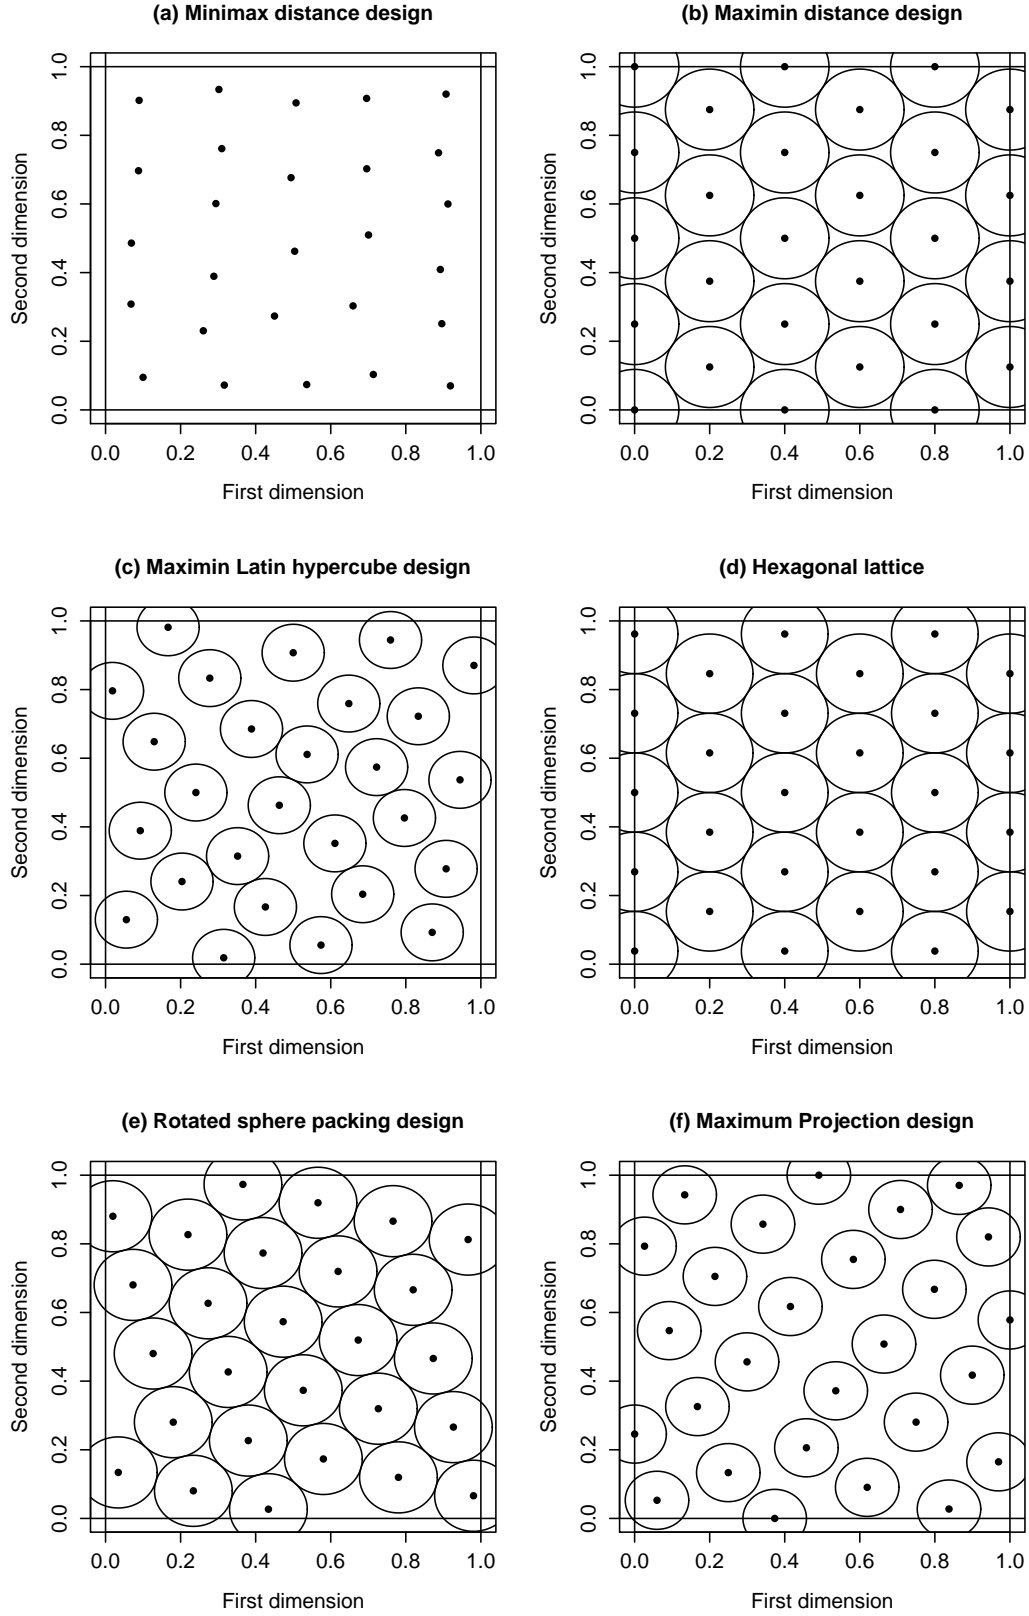 (a) Minimax distance design
(b) Maximin distance design
Second dimension
0.0 0.2 0.4 0.6 0.8 1.0
0.0 0.2 0.4 0.6 0.8 1.0
First dimension
Second dimension
0.0 0.2 0.4 0.6 0.8 1.0
0.0 0.2 0.4 0.6 0.8 1.0
First dimension
(c) Maximin Latin hypercube design
(d) Hexagonal lattice
Second dimension
0.0 0.2 0.4 0.6 0.8 1.0
0.0 0.2 0.4 0.6 0.8 1.0
First dimension
Second dimension
0.0 0.2 0.4 0.6 0.8 1.0
0.0 0.2 0.4 0.6 0.8 1.0
First dimension
(e) Rotated sphere packing design
(f) Maximum Projection design
Second dimension
0.0 0.2 0.4 0.6 0.8 1.0
0.0 0.2 0.4 0.6 0.8 1.0
First dimension
Second dimension
0.0 0.2 0.4 0.6 0.8 1.0
0.0 0.2 0.4 0.6 0.8 1.0
First dimension